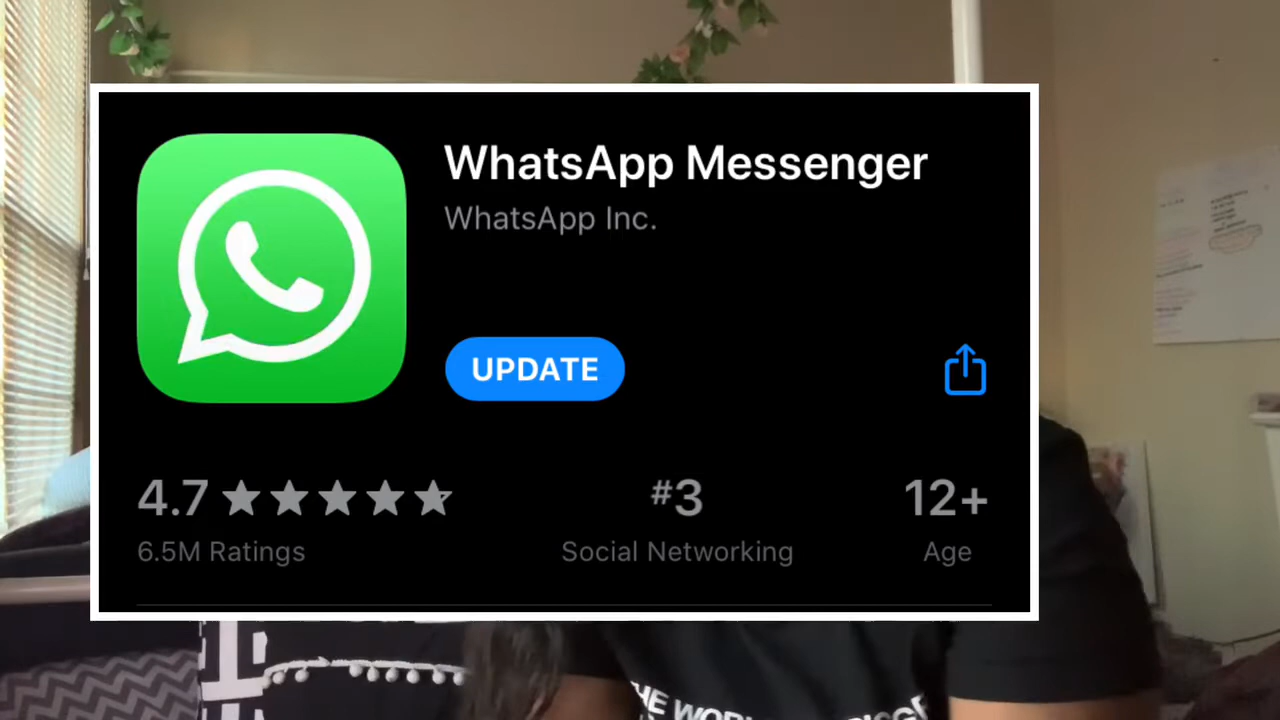 WhatsApp Messenger
WhatsApp Inc.
UPDATE
4.7
#3
12+
6.5M Ratings
Social Networking
Age